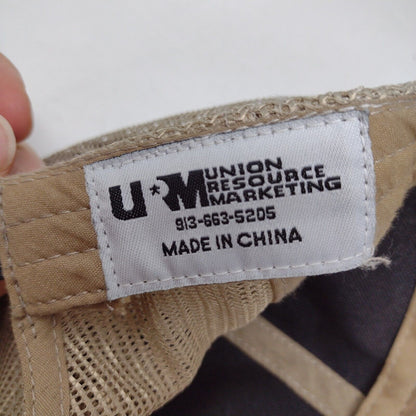 U★M UNION
RESOURCE
MARKETING
913-663-5205
MADE IN CHINA